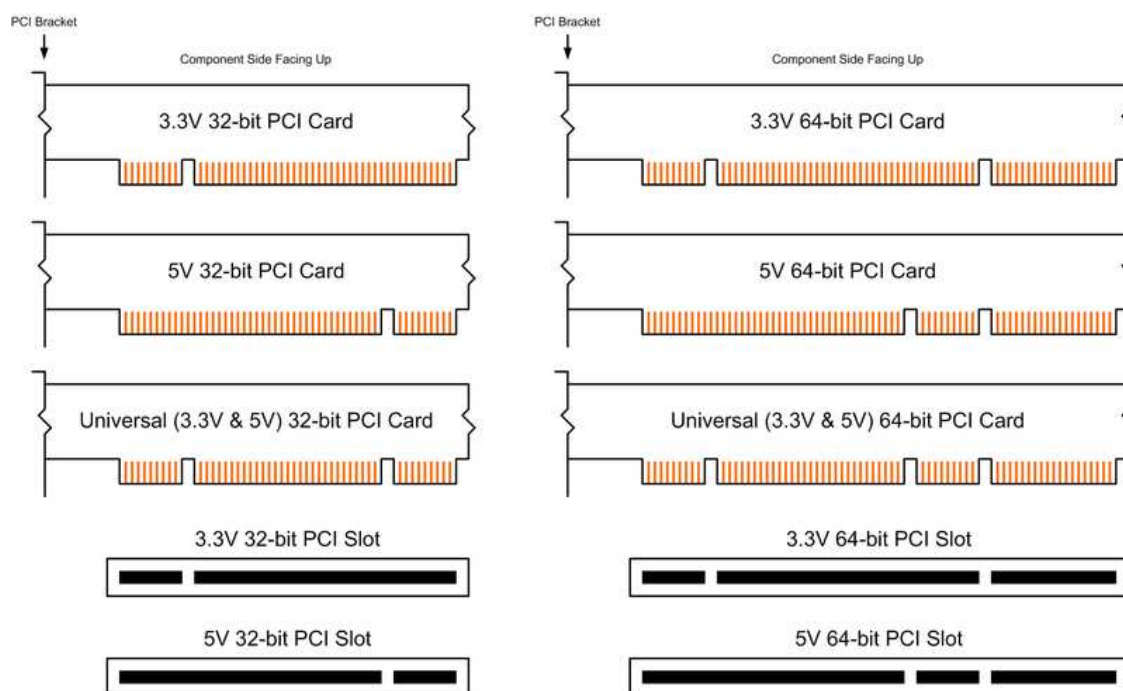 PCI Bracket
PCI Bracket
Component Side Facing Up
Component Side Facing Up
3.3V 32-bit PCI Card
3.3V 64-bit PCI Card
5V 32-bit PCI Card
5V 64-bit PCI Card
Universal (3.3V & 5V) 32-bit PCI Card
Universal (3.3V & 5V) 64-bit PCI Card
3.3V 32-bit PCI Slot
3.3V 64-bit PCI Slot
5V 32-bit PCI Slot
5V 64-bit PCI Slot